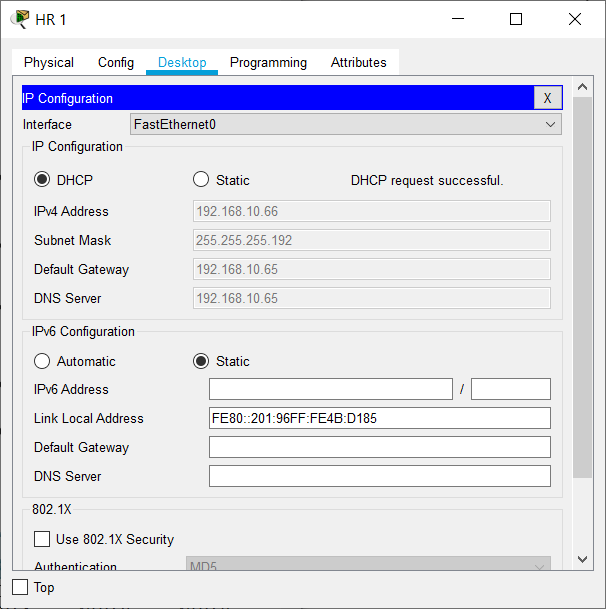 HR 1
Physical Config Desktop Programming Attributes
IP Configuration X
Interface FastEthernet0
IP Configuration
DHCP Static DHCP request successful.
IPv4 Address 192.168.10.66
Subnet Mask 255.255.255.192
Default Gateway 192.168.10.65
DNS Server 192.168.10.65
IPv6 Configuration
Automatic Static
IPv6 Address /
Link Local Address FE80::201:96FF:FE4B:D185
Default Gateway
DNS Server
802.1X
Use 802.1X Security
Authentication MD5
Top